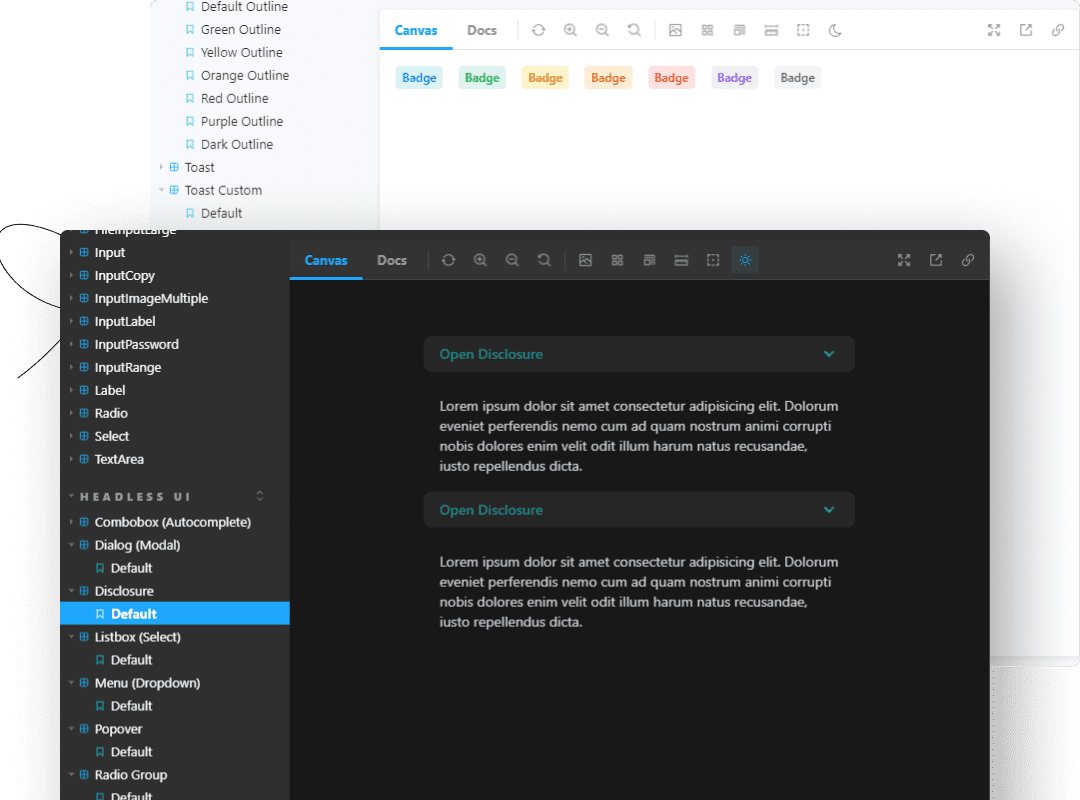 Default Outline
Green Outline
Yellow Outline
Orange Outline
Red Outline
Purple Outline
Dark Outline
Toast
Toast Custom
Default
Canvas Docs
Badge Badge Badge Badge Badge Badge Badge
FileInputLarge
Input
InputCopy
InputImageMultiple
InputLabel
InputPassword
InputRange
Label
Radio
Select
TextArea
HEADLESS UI
Combobox (Autocomplete)
Dialog (Modal)
Default
Disclosure
Default
Listbox (Select)
Default
Menu (Dropdown)
Default
Popover
Default
Radio Group
Default
Canvas Docs
Open Disclosure
Lorem ipsum dolor sit amet consectetur adipisicing elit. Dolorum
eveniet perferendis nemo cum ad quam nostrum animi corrupti
nobis dolores enim velit odit illum harum natus recusandae,
iusto repellendus dicta.
Open Disclosure
Lorem ipsum dolor sit amet consectetur adipisicing elit. Dolorum
eveniet perferendis nemo cum ad quam nostrum animi corrupti
nobis dolores enim velit odit illum harum natus recusandae,
iusto repellendus dicta.